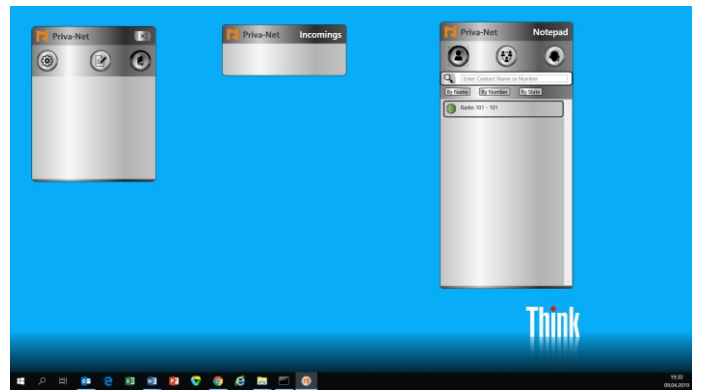 Priva-Net
Priva-Net Incomings
Priva-Net Notepad
Enter Contact Name or Number
By Name By Number By State
Radio 101 - 101
Think
19:30
09.04.2019